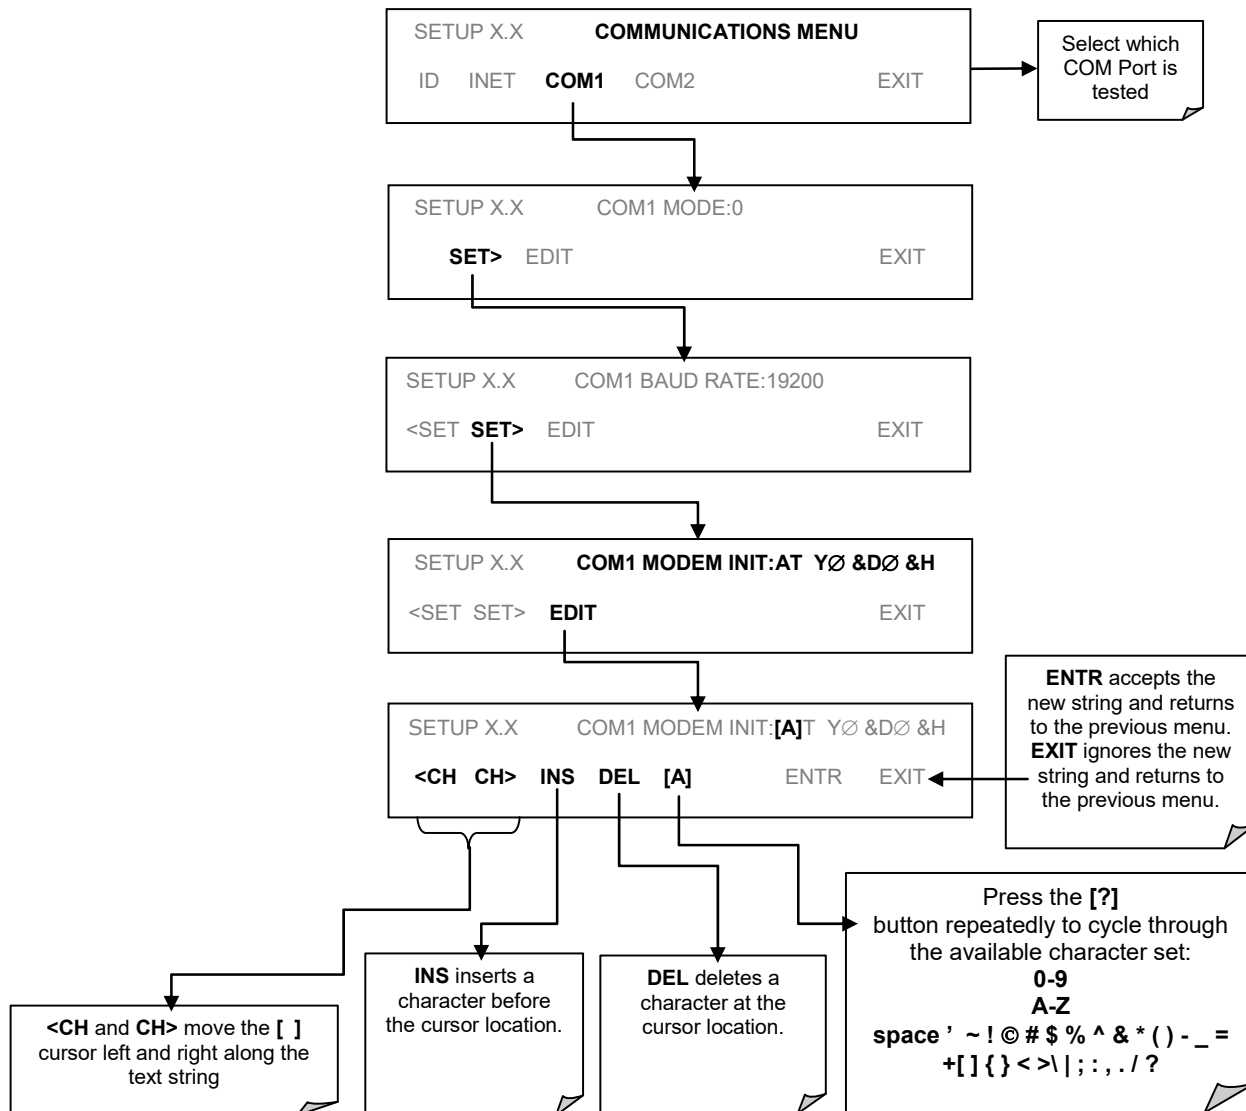 SETUP X.X COMMUNICATIONS MENU
ID INET COM1 COM2 EXIT
Select which
COM Port is
tested
SETUP X.X COM1 MODE:0
SET> EDIT EXIT
SETUP X.X COM1 BAUD RATE:19200
<SET SET> EDIT EXIT
SETUP X.X COM1 MODEM INIT:AT Y∅ &D∅ &H
<SET SET> EDIT EXIT
SETUP X.X COM1 MODEM INIT:[A]T Y∅ &D∅ &H
<CH CH> INS DEL [A] ENTR EXIT
ENTR accepts the
new string and returns
to the previous menu.
EXIT ignores the new
string and returns to
the previous menu.
<CH and CH> move the [ ]
cursor left and right along the
text string
INS inserts a
character before
the cursor location.
DEL deletes a
character at the
cursor location.
Press the [?]
button repeatedly to cycle through
the available character set:
0-9
A-Z
space ’ ~ ! © # $ % ^ & * ( ) - _ =
+[ ] { } < >\ | ; : , . / ?